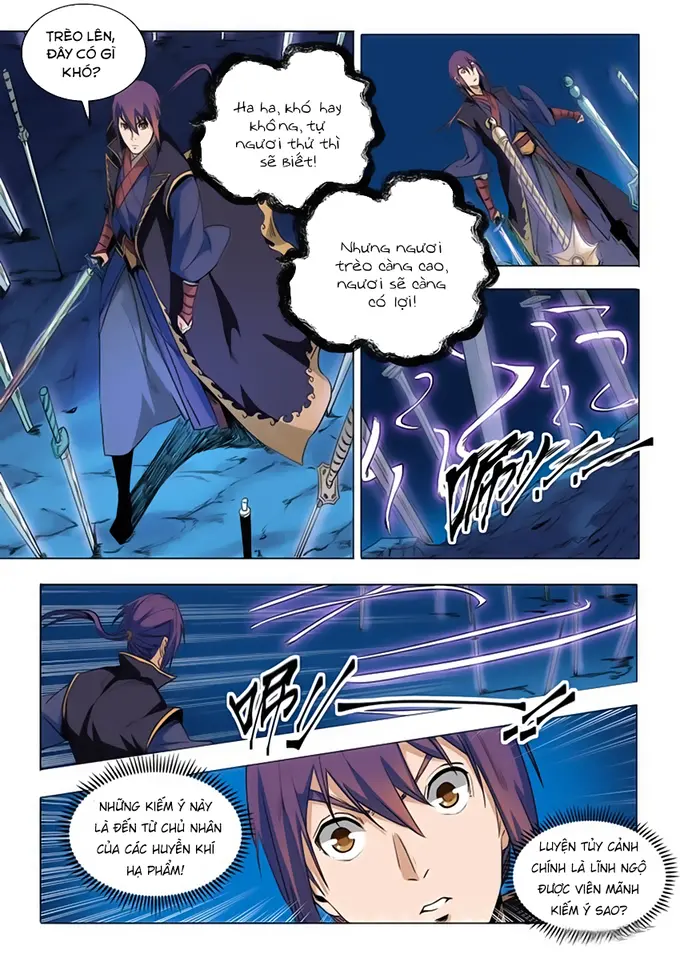 TRÈO LÊN,
ĐÂY CÓ GÌ
KHÓ?
Ha ha, khó hay
không, tự
ngươi thử thì
sẽ biết!
Nhưng ngươi
trèo càng cao,
ngươi sẽ càng
có lợi!
唰!!
唰!!
NHỮNG KIẾM Ý NÀY
LÀ ĐẾN TỪ CHỦ NHÂN
CỦA CÁC HUYỀN KHÍ
HẠ PHẨM!
LUYỆN TỦY CẢNH
CHÍNH LÀ LĨNH NGỘ
ĐƯỢC VIÊN MÃNH
KIẾM Ý SAO?